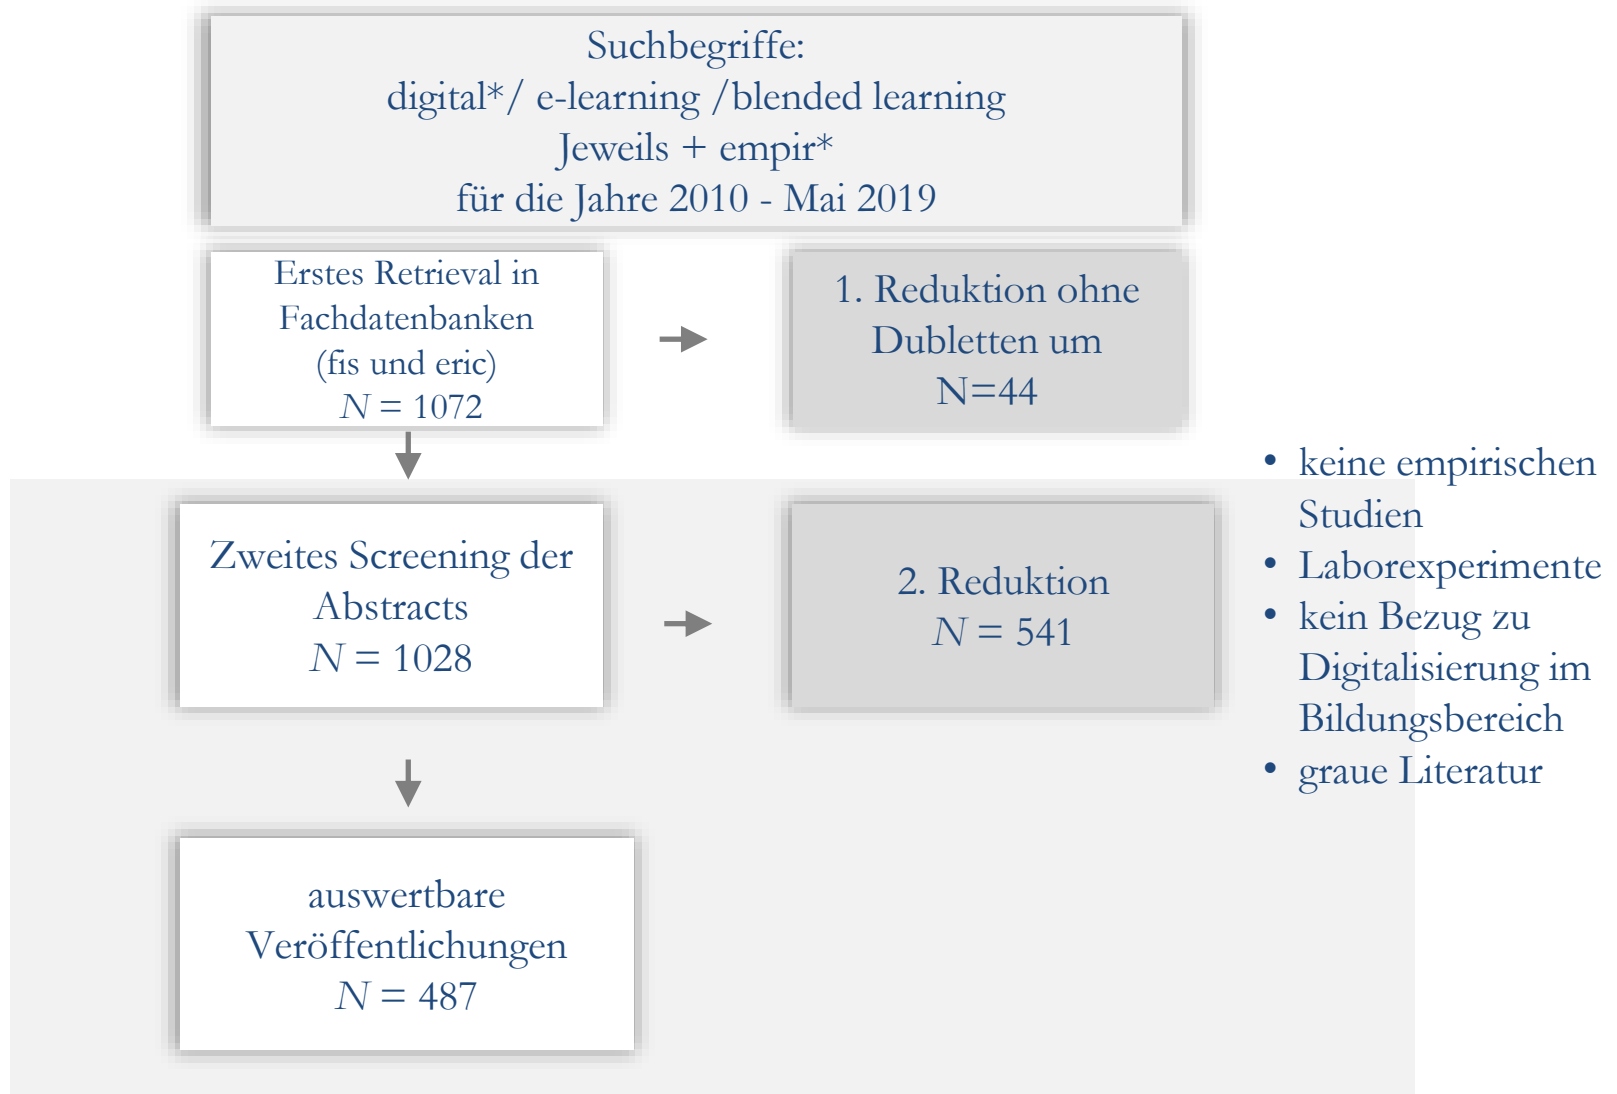 Suchbegriffe:
digital*/ e-learning /blended learning
Jeweils + empir*
für die Jahre 2010 - Mai 2019
Erstes Retrieval in
Fachdatenbanken
(fis und eric)
N = 1072
1. Reduktion ohne
Dubletten um
N=44
Zweites Screening der
Abstracts
N = 1028
2. Reduktion
N = 541
• keine empirischen
Studien
• Laborexperimente
• kein Bezug zu
Digitalisierung im
Bildungsbereich
• graue Literatur
auswertbare
Veröffentlichungen
N = 487